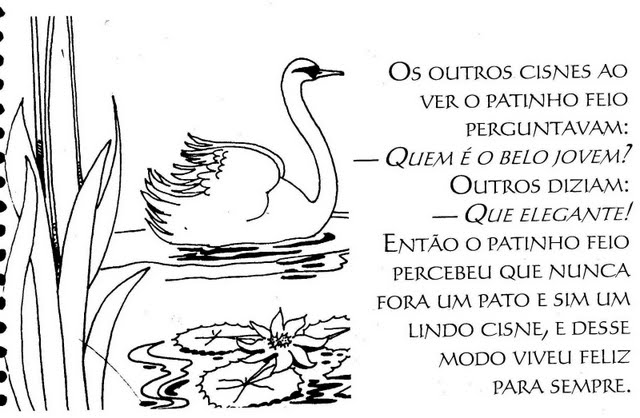 Os outros cisnes ao
ver o patinho feio
perguntavam:
— Quem é o belo jovem?
Outros diziam:
— Que elegante!
Então o patinho feio
percebeu que nunca
fora um pato e sim um
lindo cisne, e desse
modo viveu feliz
para sempre.